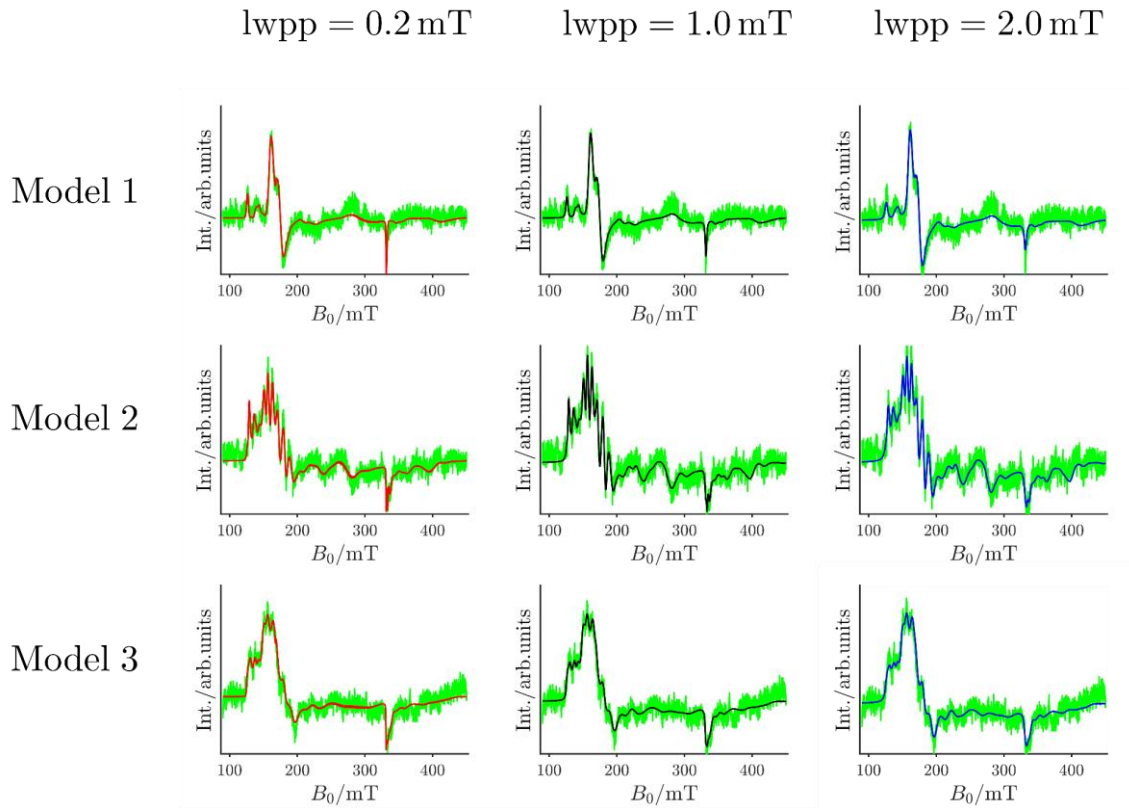 lwpp = 0.2 mT lwpp = 1.0 mT lwpp = 2.0 mT
Model 1
Int./arb.units
100 200 300 400
B₀/mT
Int./arb.units
100 200 300 400
B₀/mT
Int./arb.units
100 200 300 400
B₀/mT
Model 2
Int./arb.units
100 200 300 400
B₀/mT
Int./arb.units
100 200 300 400
B₀/mT
Int./arb.units
100 200 300 400
B₀/mT
Model 3
Int./arb.units
100 200 300 400
B₀/mT
Int./arb.units
100 200 300 400
B₀/mT
Int./arb.units
100 200 300 400
B₀/mT